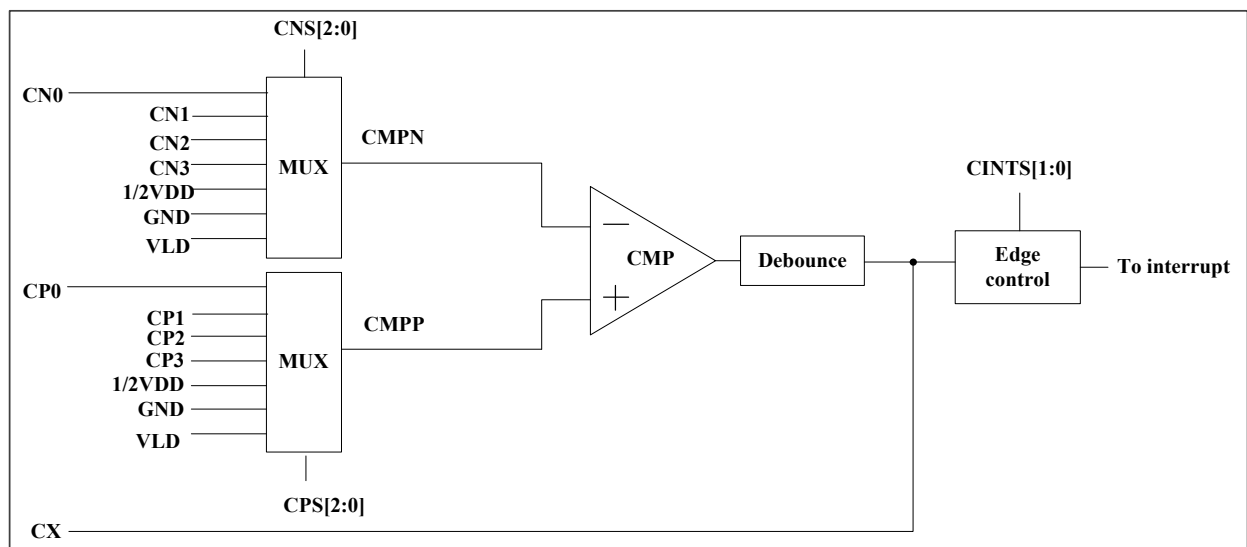 CNS[2:0]
CN0
CN1
CN2
CN3
1/2VDD
GND
VLD
MUX
CMPN
CINTS[1:0]
CMP
Debounce
Edge
control
To interrupt
CP0
CP1
CP2
CP3
1/2VDD
GND
VLD
MUX
CMPP
CPS[2:0]
CX